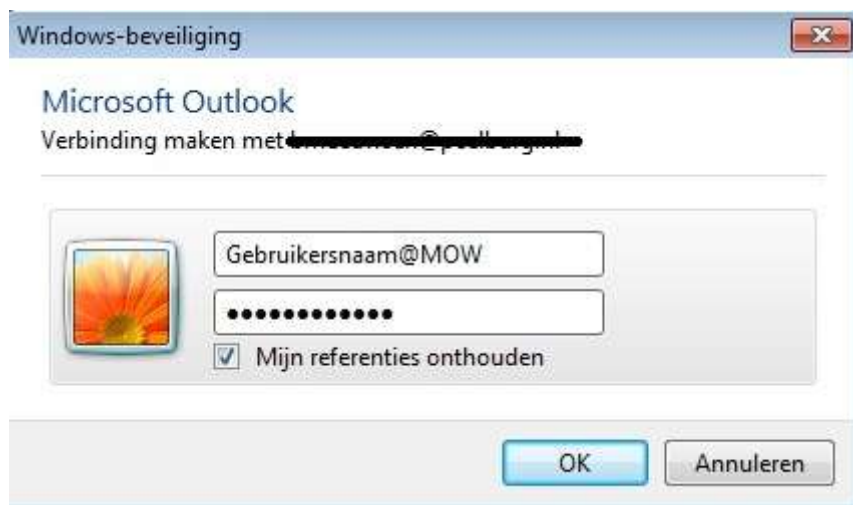 Windows-beveiliging
Microsoft Outlook
Verbinding maken met
Gebruikersnaam@MOW
Mijn referenties onthouden
OK
Annuleren